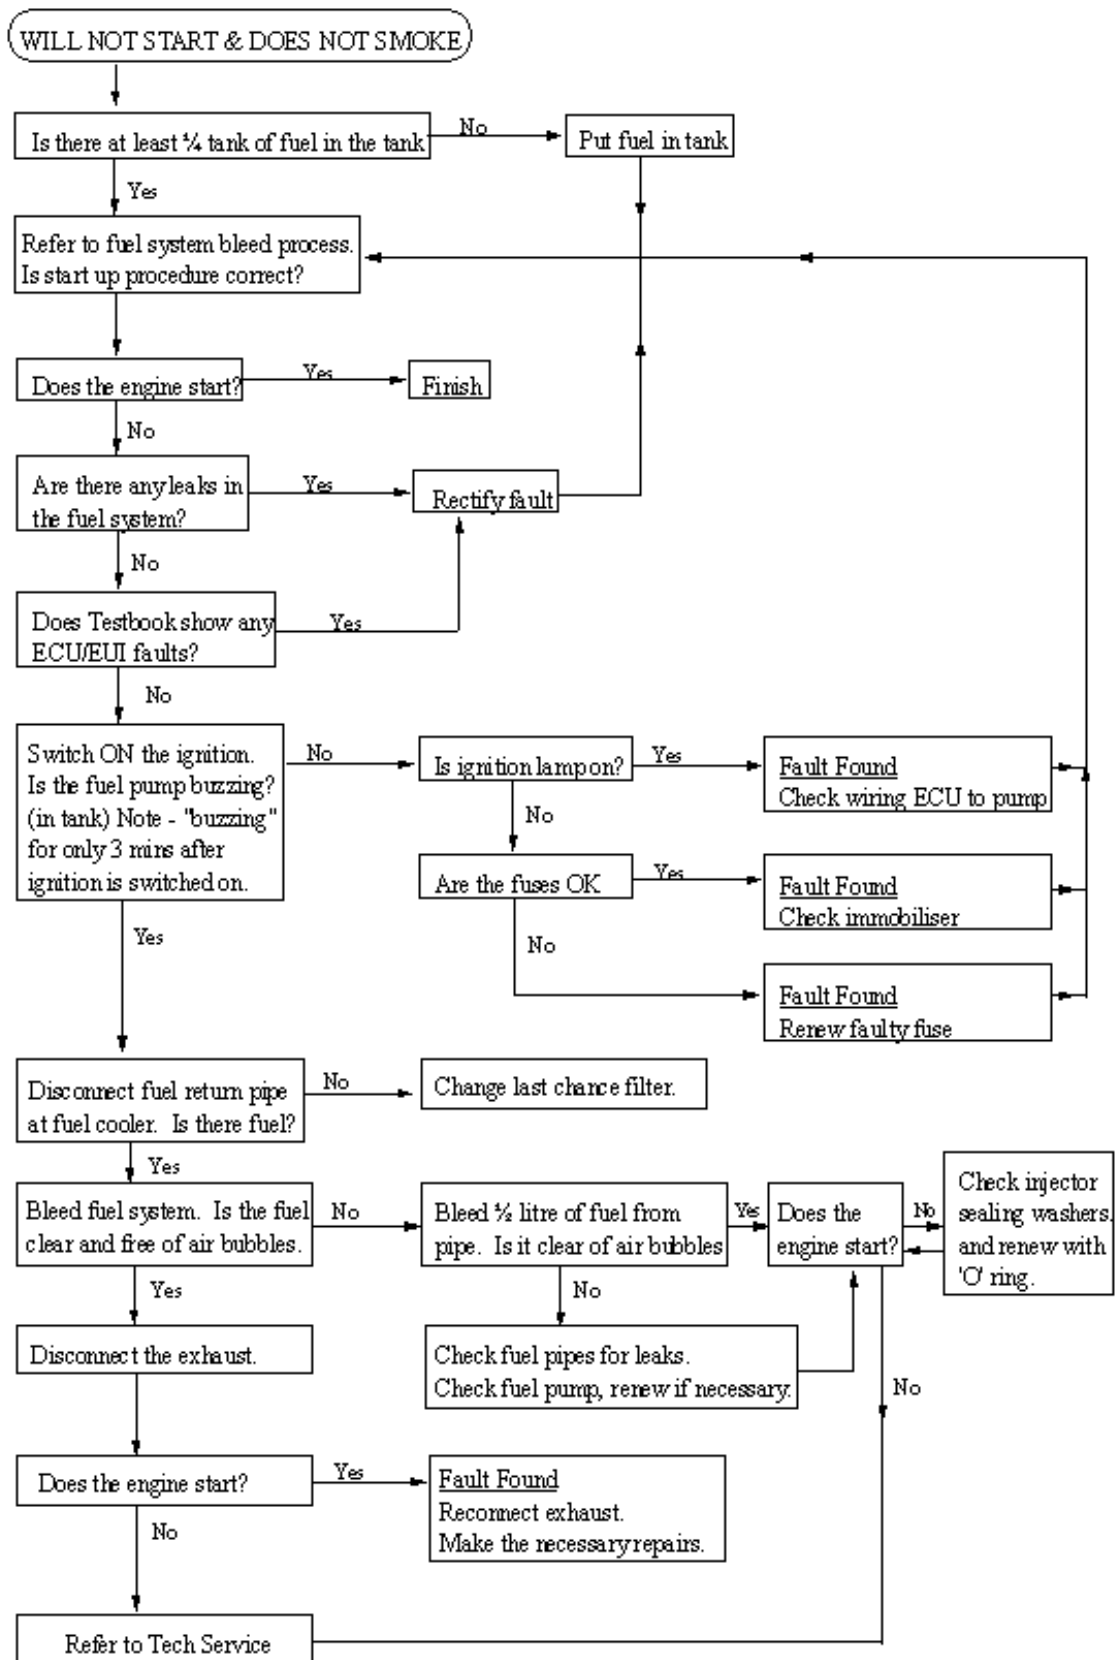 WILL NOT START & DOES NOT SMOKE
Is there at least ¼ tank of fuel in the tank
No
Put fuel in tank
Yes
Refer to fuel system bleed process.
Is start up procedure correct?
Does the engine start?
Yes
Finish
No
Are there any leaks in
the fuel system?
Yes
Rectify fault
No
Does Testbook show any
ECU/EUI faults?
Yes
No
Switch ON the ignition.
Is the fuel pump buzzing?
(in tank) Note - "buzzing"
for only 3 mins after
ignition is switched on.
No
Is ignition lamp on?
Yes
Fault Found
Check wiring ECU to pump
No
Are the fuses OK
Yes
Fault Found
Check immobiliser
No
Fault Found
Renew faulty fuse
Yes
Disconnect fuel return pipe
at fuel cooler. Is there fuel?
No
Change last chance filter.
Yes
Bleed fuel system. Is the fuel
clear and free of air bubbles.
No
Bleed ½ litre of fuel from
pipe. Is it clear of air bubbles
Yes
Does the
engine start?
No
Check injector
sealing washers,
and renew with
'O' ring.
Yes
No
Disconnect the exhaust.
Check fuel pipes for leaks.
Check fuel pump, renew if necessary.
No
Does the engine start?
Yes
Fault Found
Reconnect exhaust.
Make the necessary repairs.
No
Refer to Tech Service